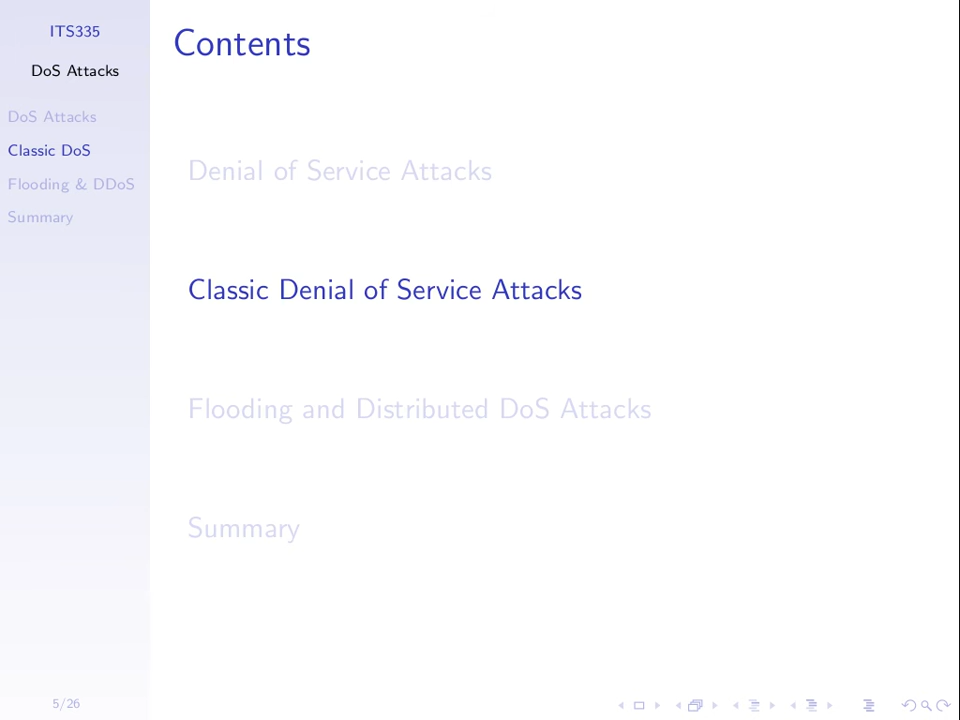 ITS335
DoS Attacks
DoS Attacks
Classic DoS
Flooding & DDoS
Summary
Contents
Denial of Service Attacks
Classic Denial of Service Attacks
Flooding and Distributed DoS Attacks
Summary
5/26